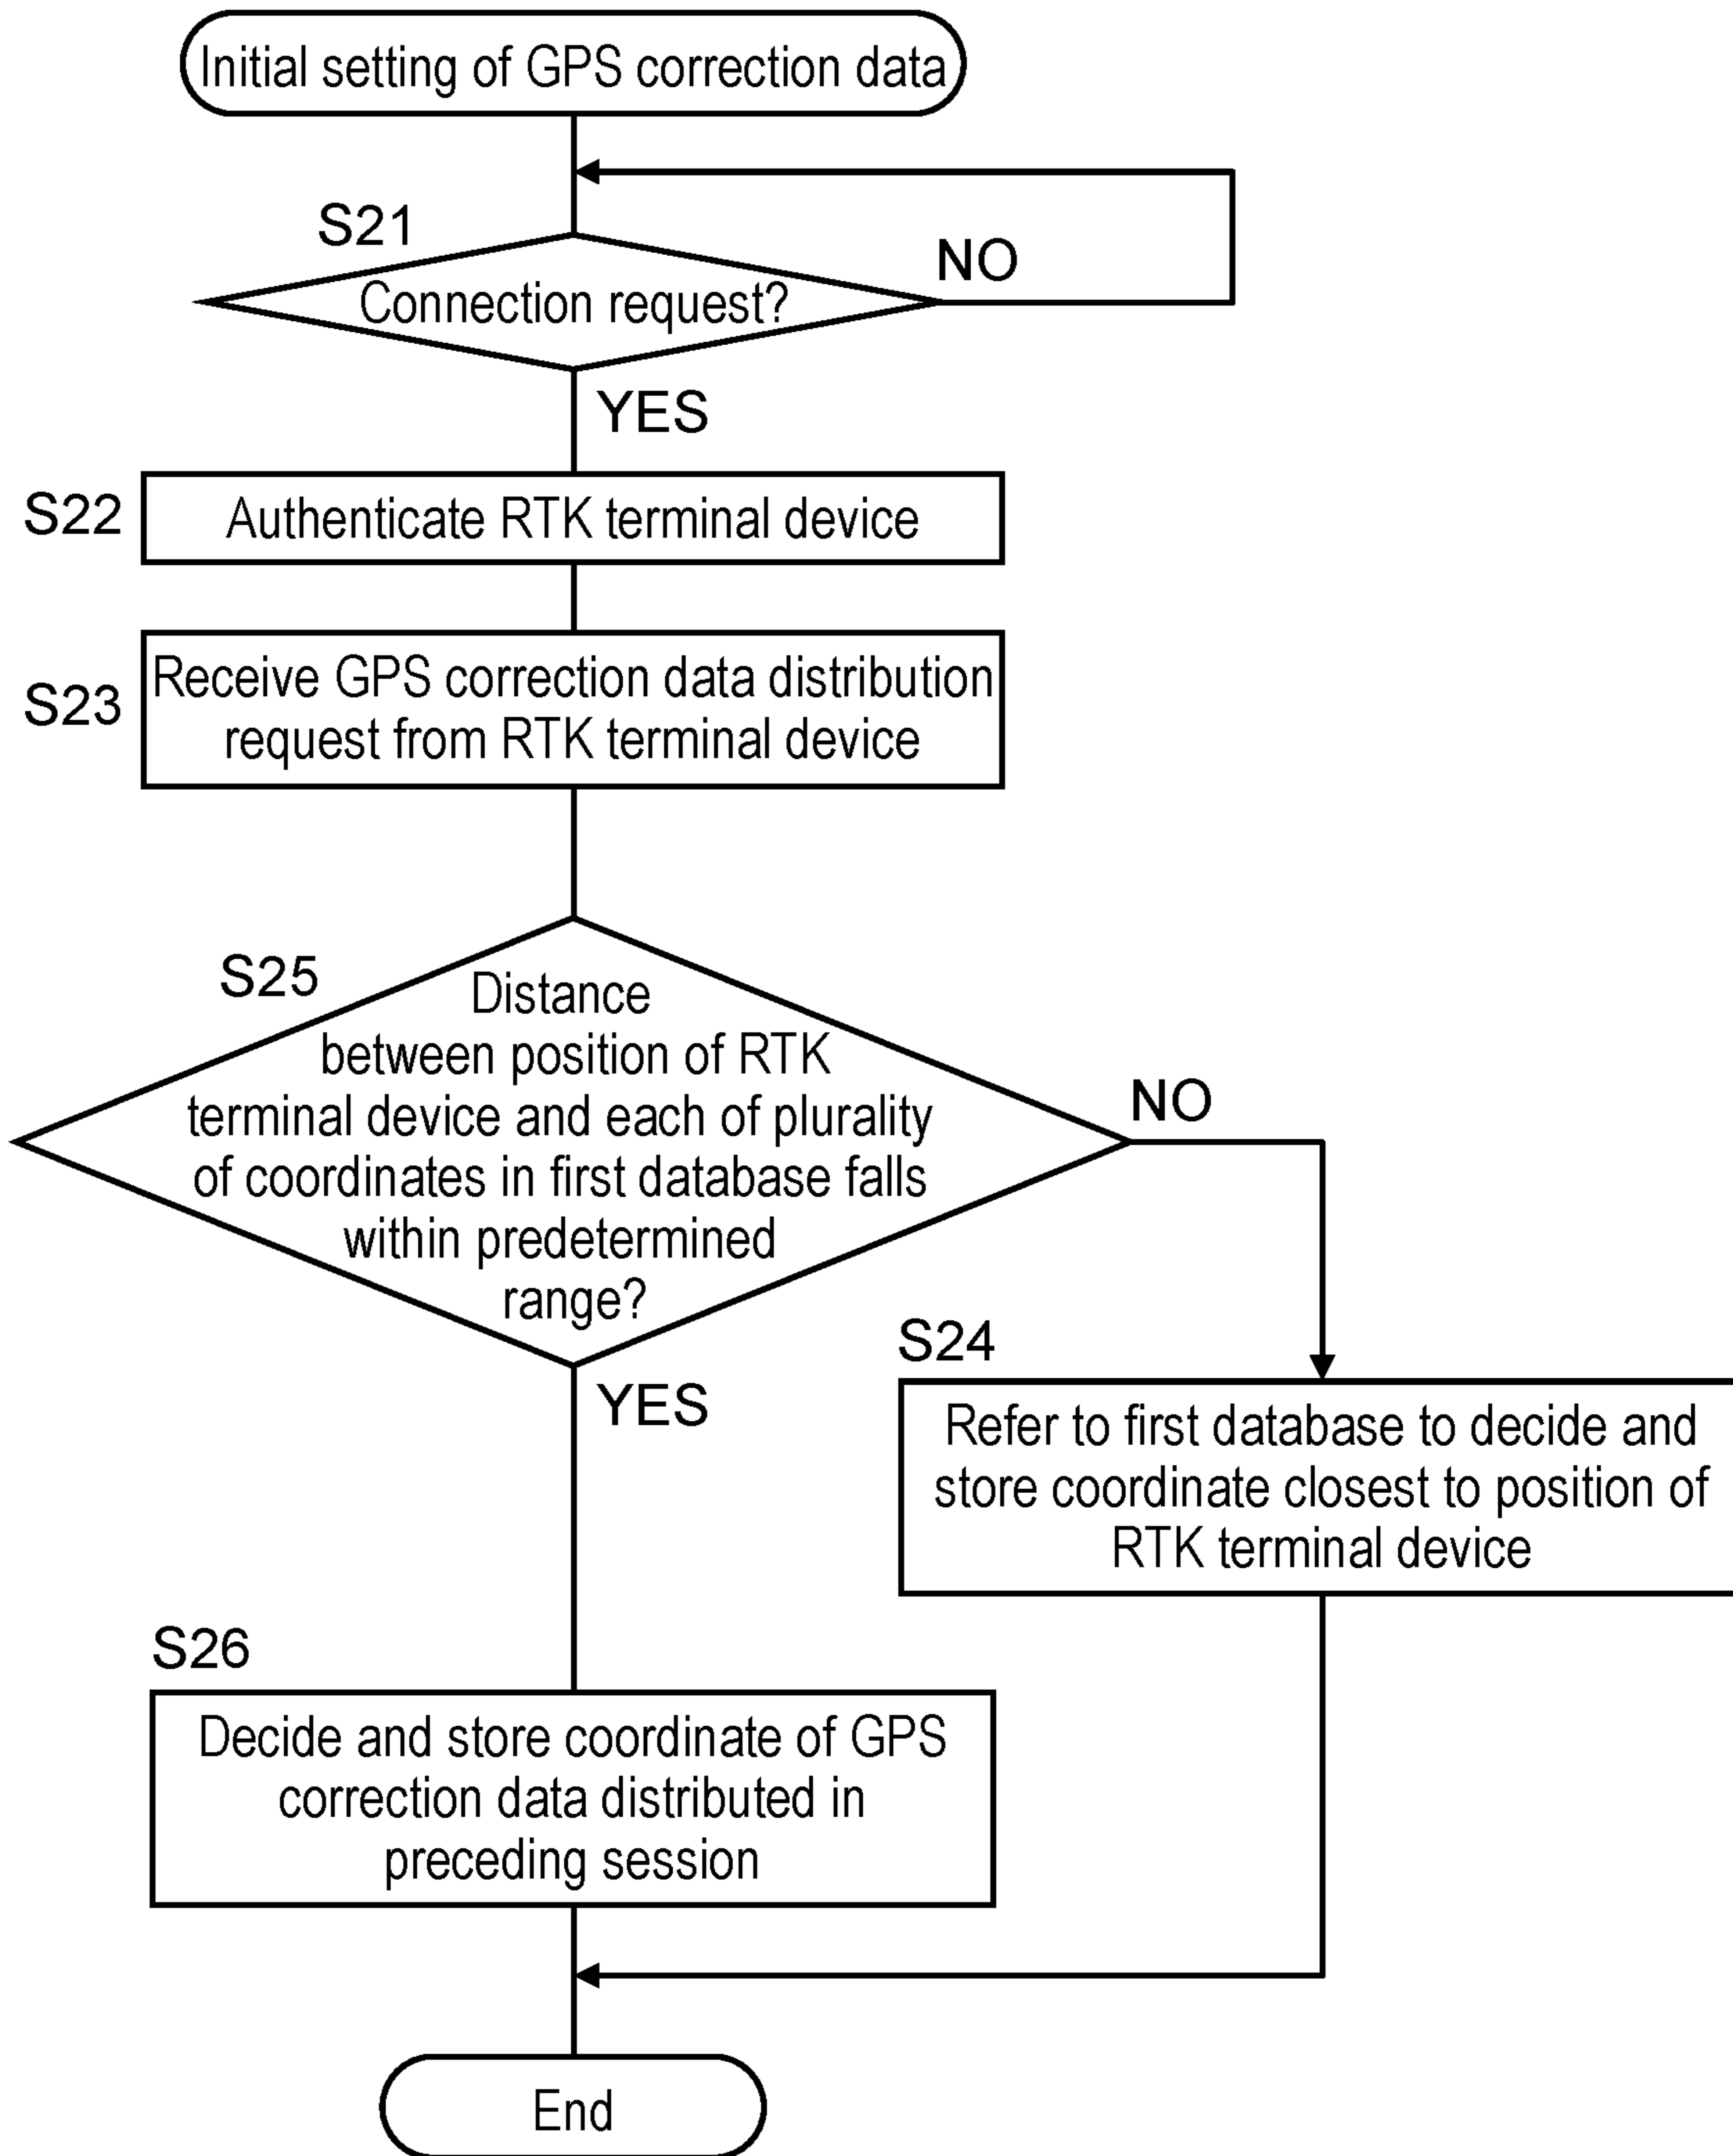 Initial setting of GPS correction data
S21
NO
Connection request?
YES
S22
Authenticate RTK terminal device
S23
Receive GPS correction data distribution
request from RTK terminal device
S25
Distance
between position of RTK
terminal device and each of plurality
of coordinates in first database falls
within predetermined
range?
NO
YES
S24
Refer to first database to decide and
store coordinate closest to position of
RTK terminal device
S26
Decide and store coordinate of GPS
correction data distributed in
preceding session
End